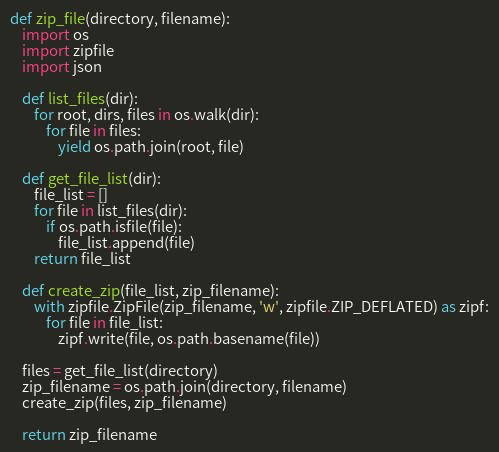 def zip_file(directory, filename):
    import os
    import zipfile
    import json

    def list_files(dir):
        for root, dirs, files in os.walk(dir):
            for file in files:
                yield os.path.join(root, file)

    def get_file_list(dir):
        file_list = []
        for file in list_files(dir):
            if os.path.isfile(file):
                file_list.append(file)
        return file_list

    def create_zip(file_list, zip_filename):
        with zipfile.ZipFile(zip_filename, 'w', zipfile.ZIP_DEFLATED) as zipf:
            for file in file_list:
                zipf.write(file, os.path.basename(file))

    files = get_file_list(directory)
    zip_filename = os.path.join(directory, filename)
    create_zip(files, zip_filename)

    return zip_filename